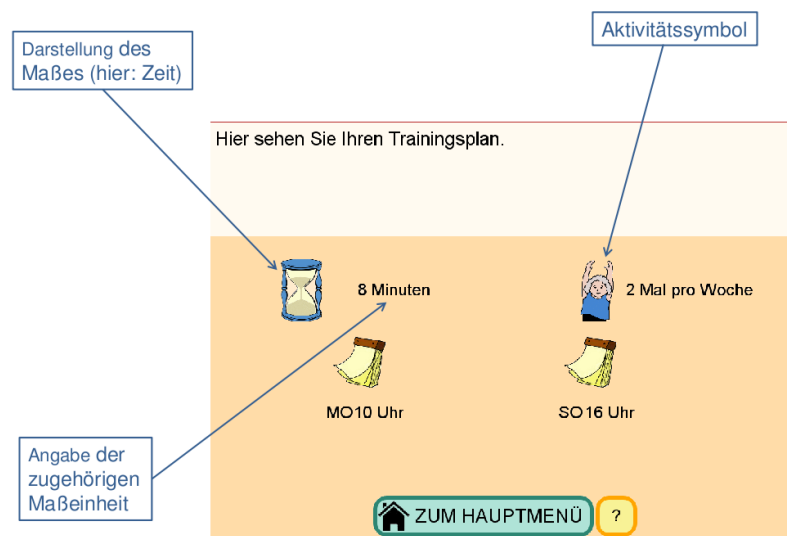 Aktivitätssymbol
Darstellung des
Maßes (hier: Zeit)
Hier sehen Sie Ihren Trainingsplan.
8 Minuten
2 Mal pro Woche
MO10 Uhr
SO16 Uhr
Angabe der
zugehörigen
Maßeinheit
ZUM HAUPTMENÜ
?